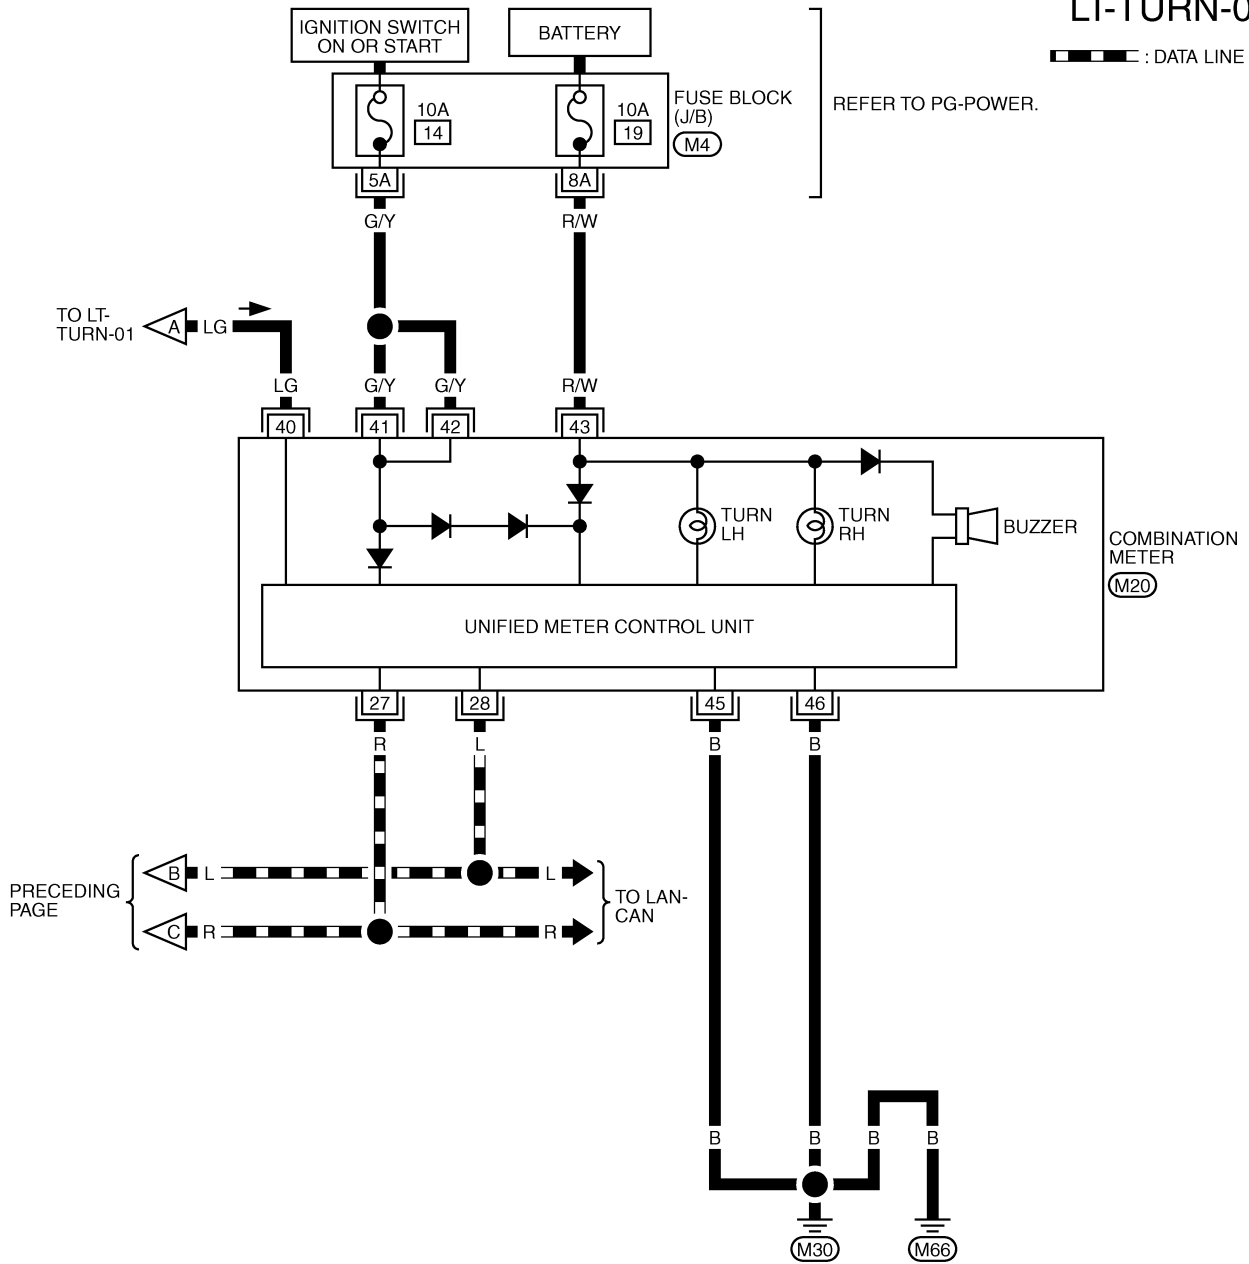 LT-TURN-0
: DATA LINE
IGNITION SWITCH
ON OR START
BATTERY
10A
14
10A
19
FUSE BLOCK
(J/B)
M4
REFER TO PG-POWER.
5A
8A
G/Y
R/W
TO LT-
TURN-01
A
LG
LG
G/Y
G/Y
R/W
40
41
42
43
TURN
LH
TURN
RH
BUZZER
COMBINATION
METER
M20
UNIFIED METER CONTROL UNIT
27
28
45
46
R
L
B
B
PRECEDING
PAGE
B
L
L
C
R
R
TO LAN-
CAN
B
B
B
B
M30
M66